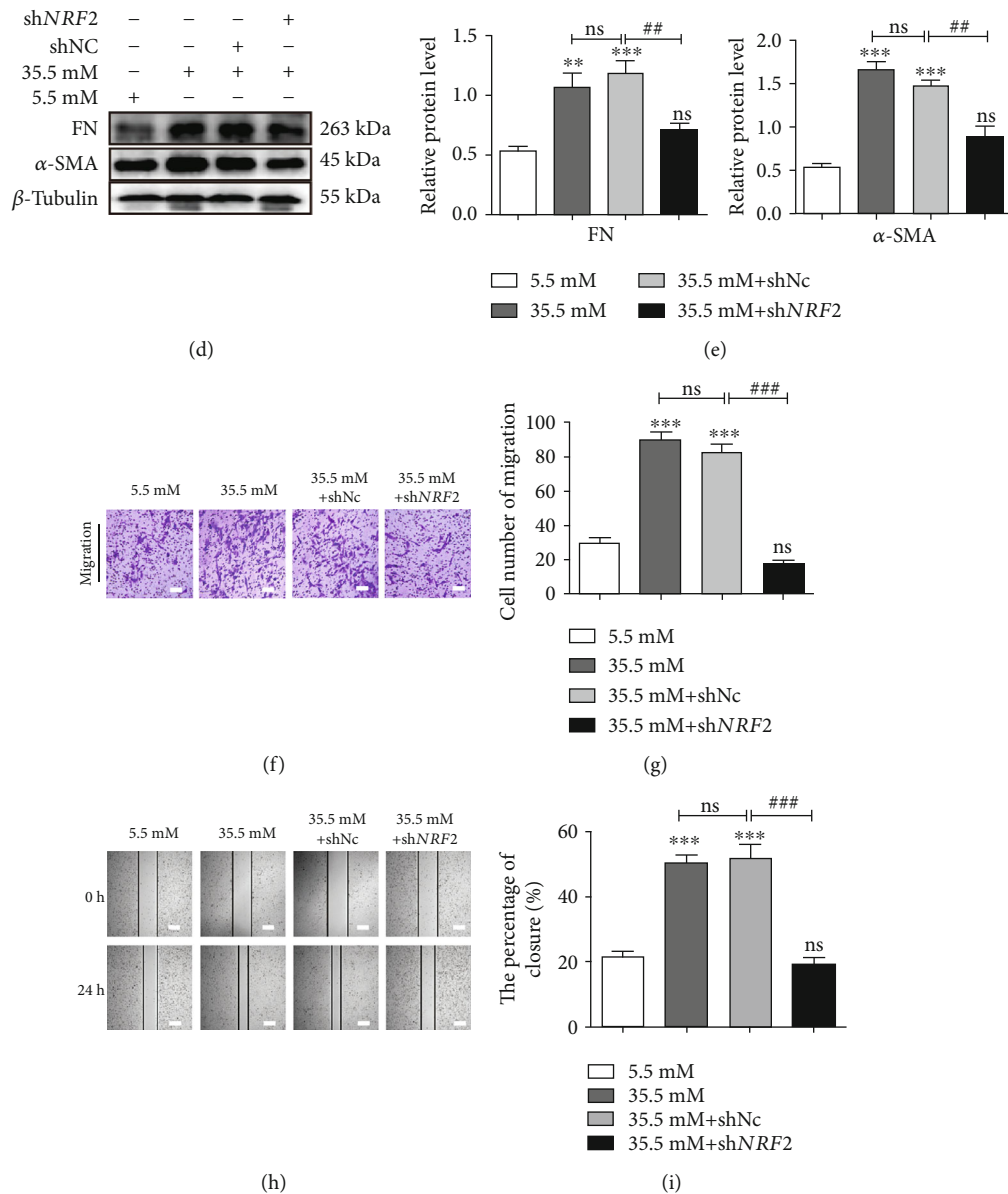 shNRF2 − − − +
shNC − − + −
35.5 mM − + + +
5.5 mM + − − −
FN 263 kDa
α-SMA 45 kDa
β-Tubulin 55 kDa
(d)
Relative protein level
1.5
1.0
0.5
0.0
ns ##
** *** ns
FN
Relative protein level
2.0
1.5
1.0
0.5
0.0
ns ##
*** *** ns
α-SMA
5.5 mM
35.5 mM
35.5 mM+shNc
35.5 mM+shNRF2
(e)
5.5 mM
35.5 mM
35.5 mM
+shNc
35.5 mM
+shNRF2
Migration
(f)
Cell number of migration
100
80
60
40
20
0
ns ###
*** *** ns
5.5 mM
35.5 mM
35.5 mM+shNc
35.5 mM+shNRF2
(g)
5.5 mM
35.5 mM
35.5 mM
+shNc
35.5 mM
+shNRF2
0 h
24 h
(h)
The percentage of
closure (%)
60
40
20
0
ns ###
*** *** ns
5.5 mM
35.5 mM
35.5 mM+shNc
35.5 mM+shNRF2
(i)